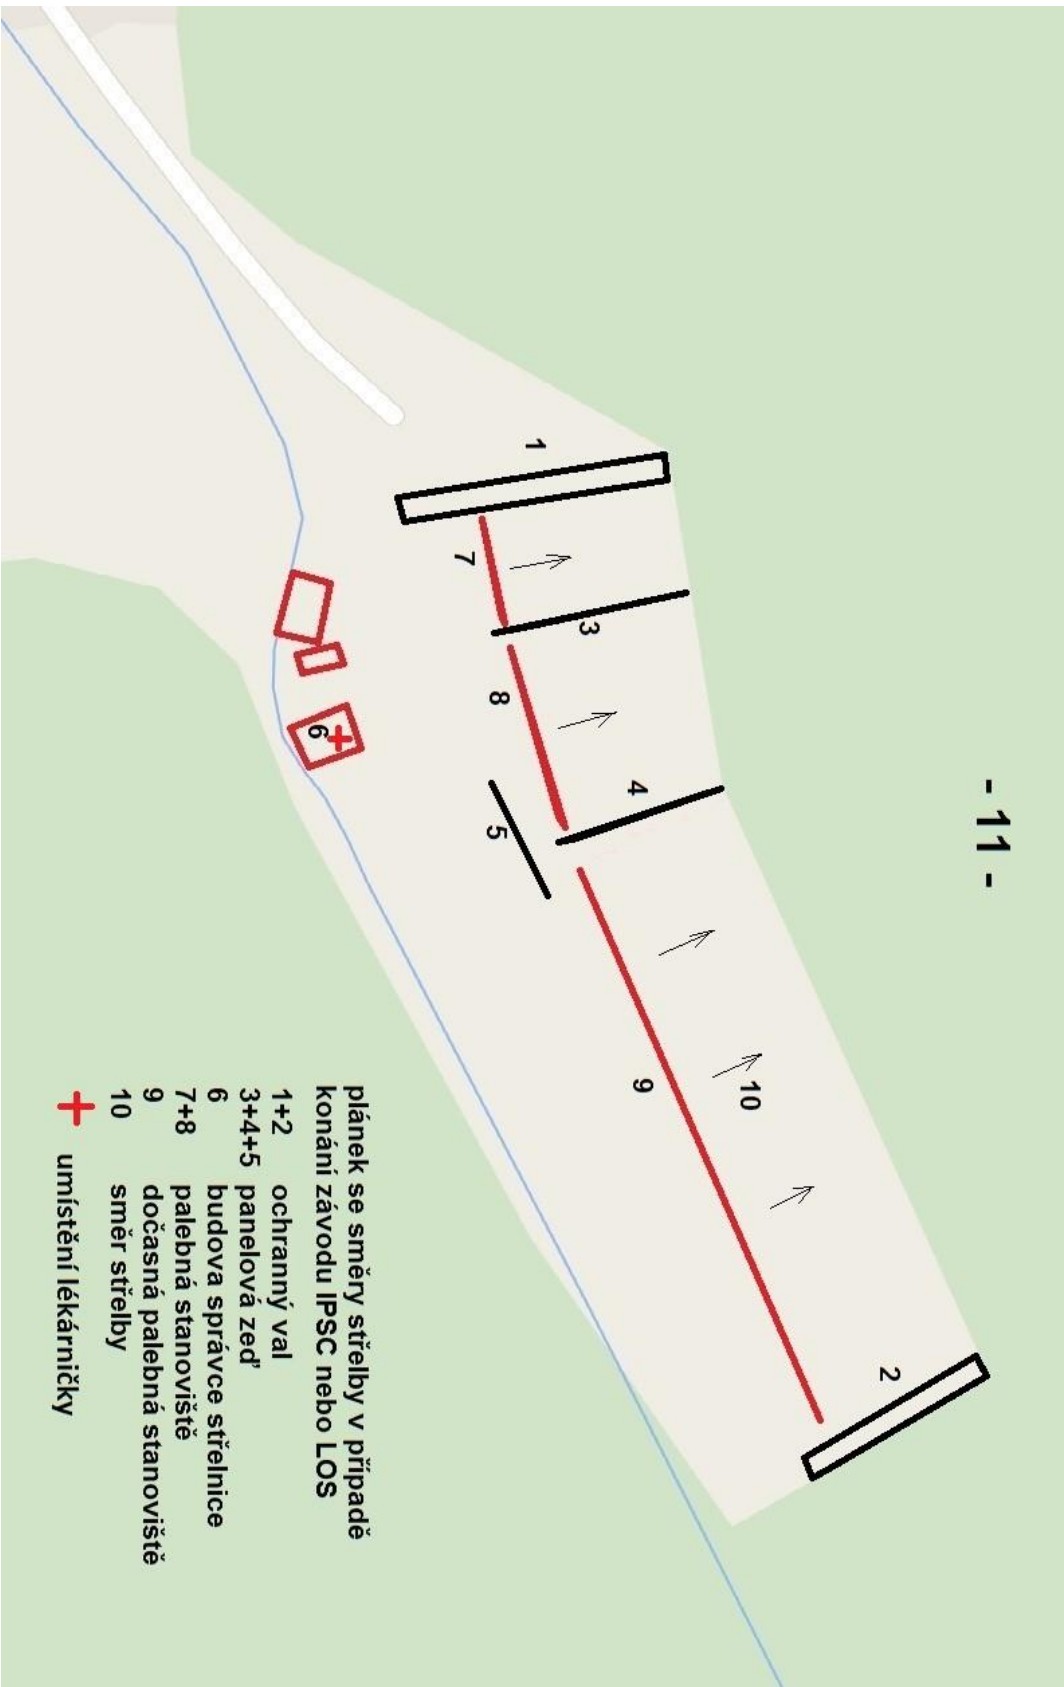 - 11 -
1
3
7
8
4
5
6
10
9
2
plánek se směry střelby v případě
konání závodu IPSC nebo LOS
1+2 ochranný val
3+4+5 panelová zeď
6 budova správce střelnice
7+8 palebná stanoviště
9 dočasná palebná stanoviště
10 směr střelby
umístění lékárničky